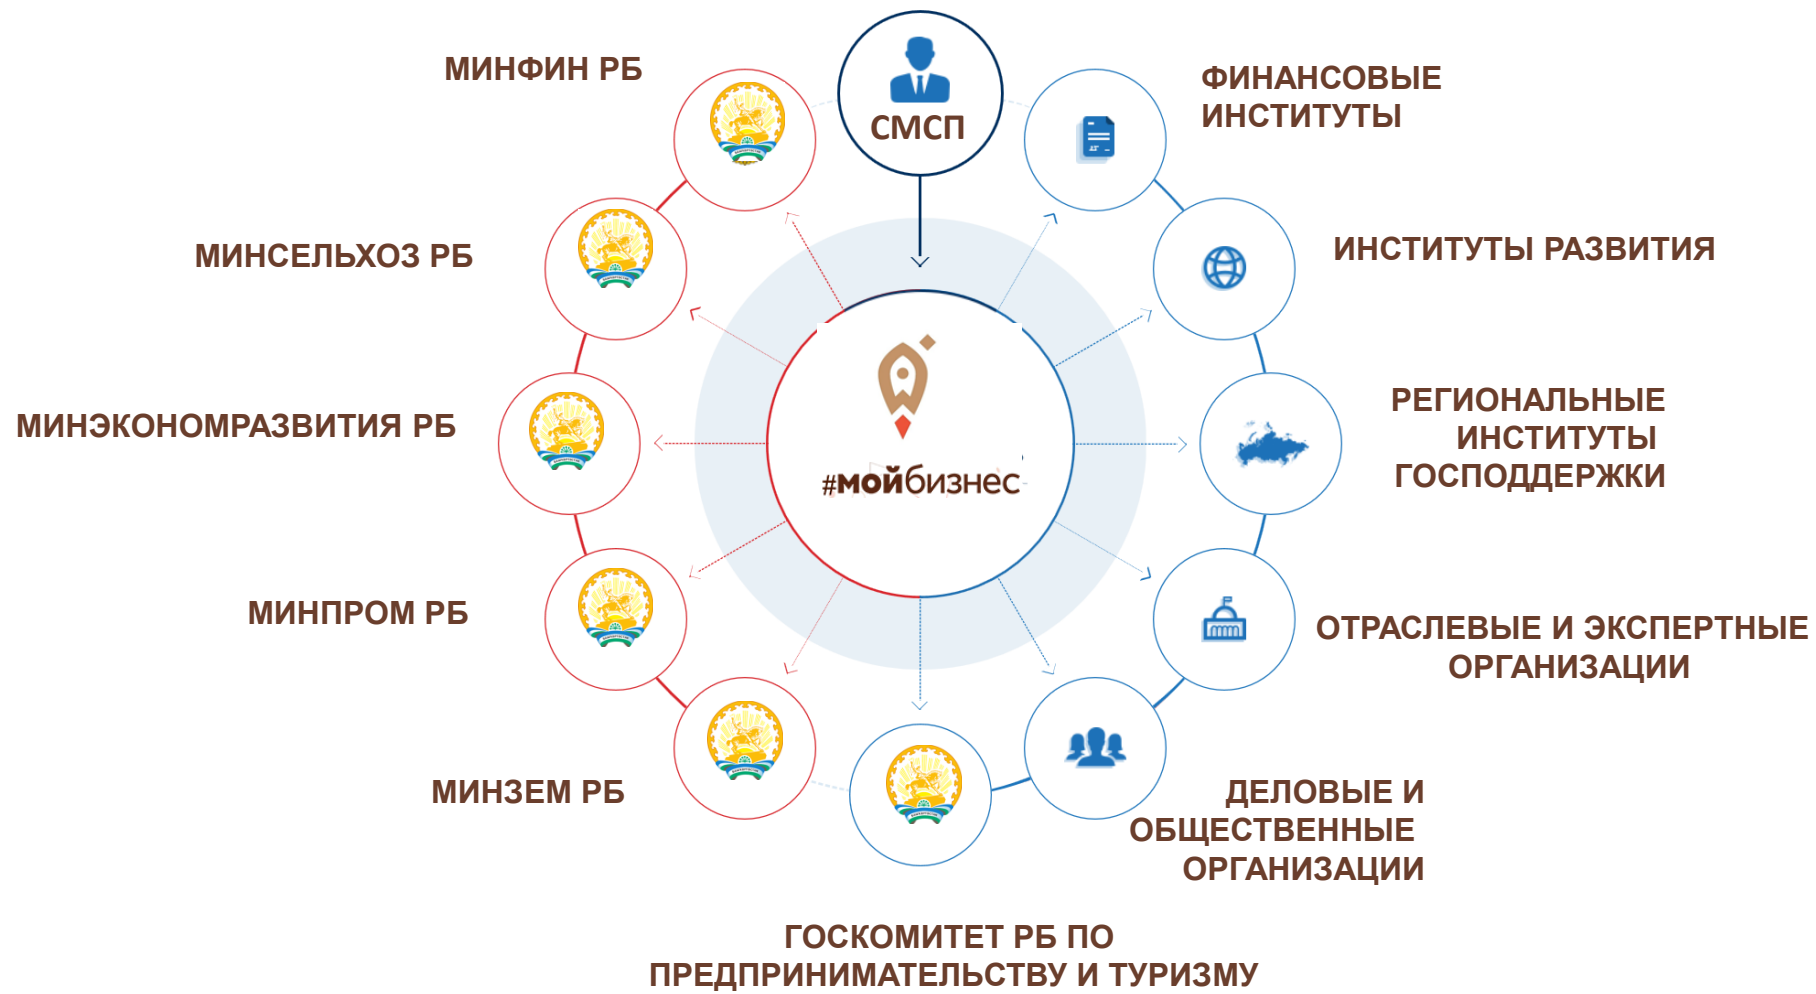 МИНФИН РБ
СМСП
ФИНАНСОВЫЕ
ИНСТИТУТЫ
МИНСЕЛЬХОЗ РБ
ИНСТИТУТЫ РАЗВИТИЯ
МИНЭКОНОМРАЗВИТИЯ РБ
РЕГИОНАЛЬНЫЕ
ИНСТИТУТЫ
ГОСПОДДЕРЖКИ
#мойбизнес
МИНПРОМ РБ
ОТРАСЛЕВЫЕ И ЭКСПЕРТНЫЕ
ОРГАНИЗАЦИИ
МИНЗЕМ РБ
ДЕЛОВЫЕ И
ОБЩЕСТВЕННЫЕ
ОРГАНИЗАЦИИ
ГОСКОМИТЕТ РБ ПО
ПРЕДПРИНИМАТЕЛЬСТВУ И ТУРИЗМУ